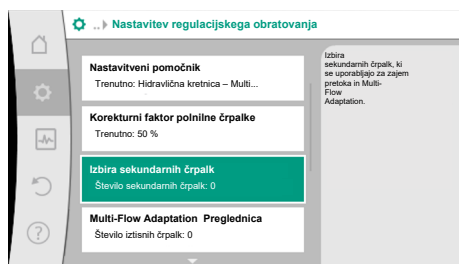 .. Nastavitev regulacijskega obratovanja
Nastavitveni pomočnik
Trenutno: Hidravlična kretnica – Multi...
Korekturni faktor polnilne črpalke
Trenutno: 50 %
Izbira sekundarnih črpalk
Število sekundarnih črpalk: 0
Multi-Flow Adaptation Preglednica
Število iztisnih črpalk: 0
Izbira
sekundarnih črpalk, ki
se uporabljajo za zajem
pretoka in Multi-
Flow
Adaptation.
?